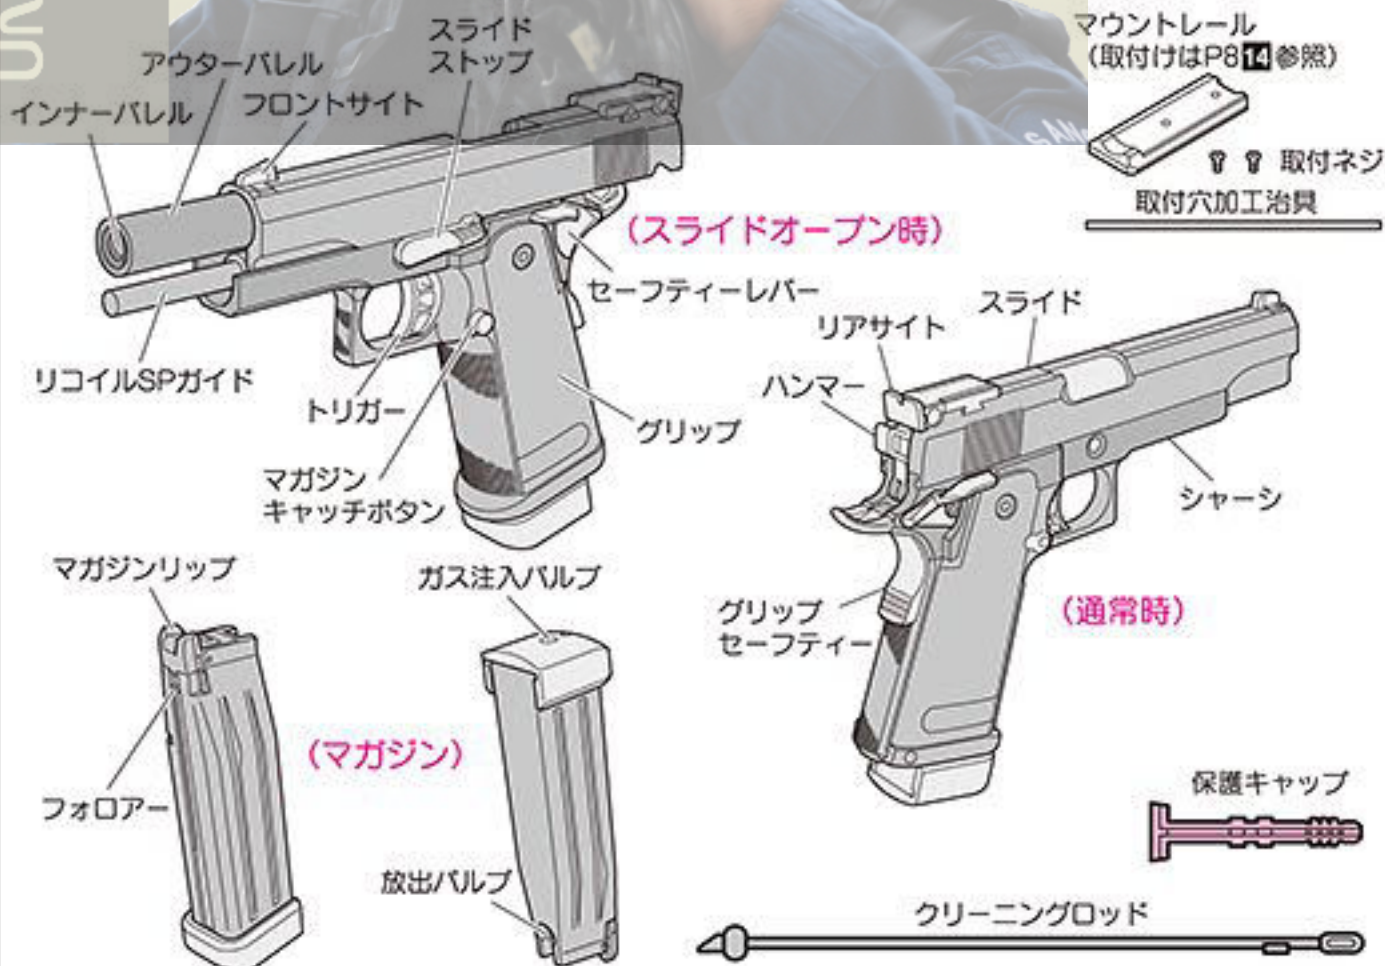 スライド
ストップ
アウターバレル
インナーバレル
フロントサイト
マウントレール
(取付けはP814参照)
取付ネジ
取付穴加工治具
(スライドオープン時)
セーフティーレバー
リコイルSPガイド
トリガー
グリップ
マガジン
キャッチボタン
スライド
リアサイト
ハンマー
シャーシ
グリップ
セーフティー
(通常時)
マガジンリップ
ガス注入バルブ
(マガジン)
フォロアー
放出バルブ
保護キャップ
クリーニングロッド